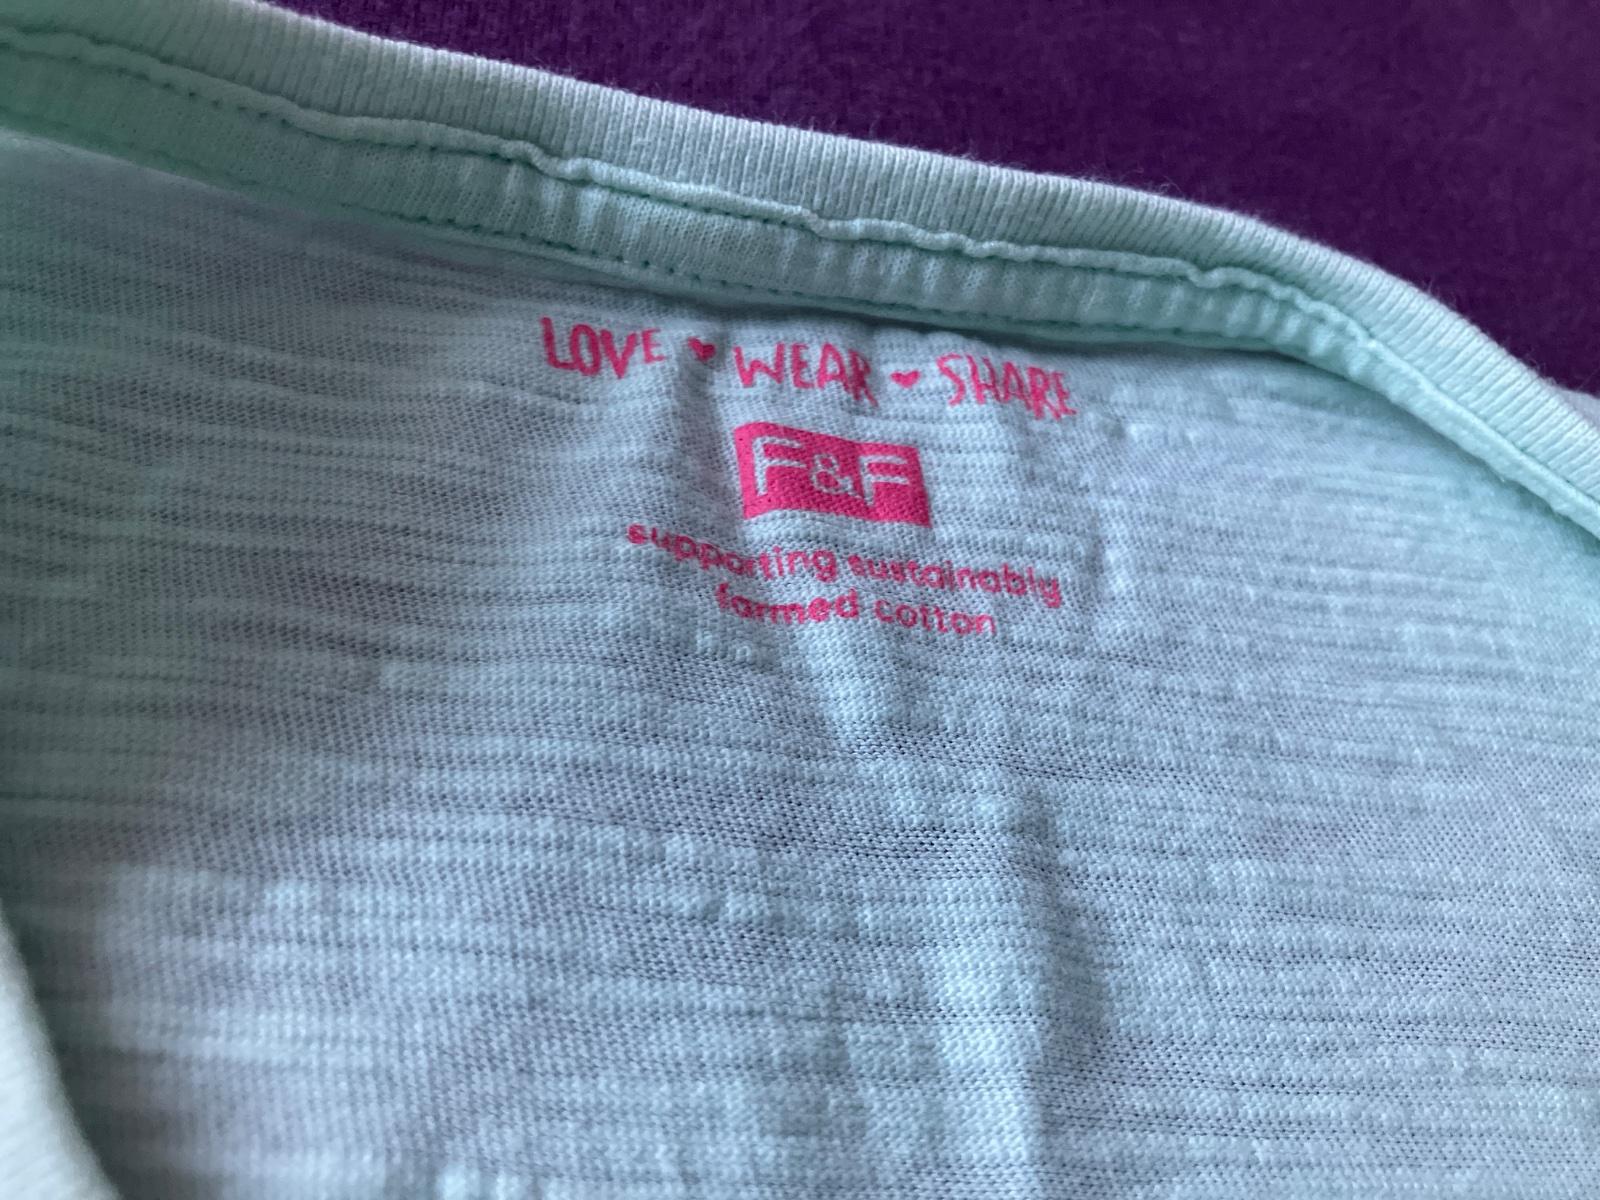 LOVE ♥ WEAR ♥ SHARE
F&F
supporting sustainably
farmed cotton